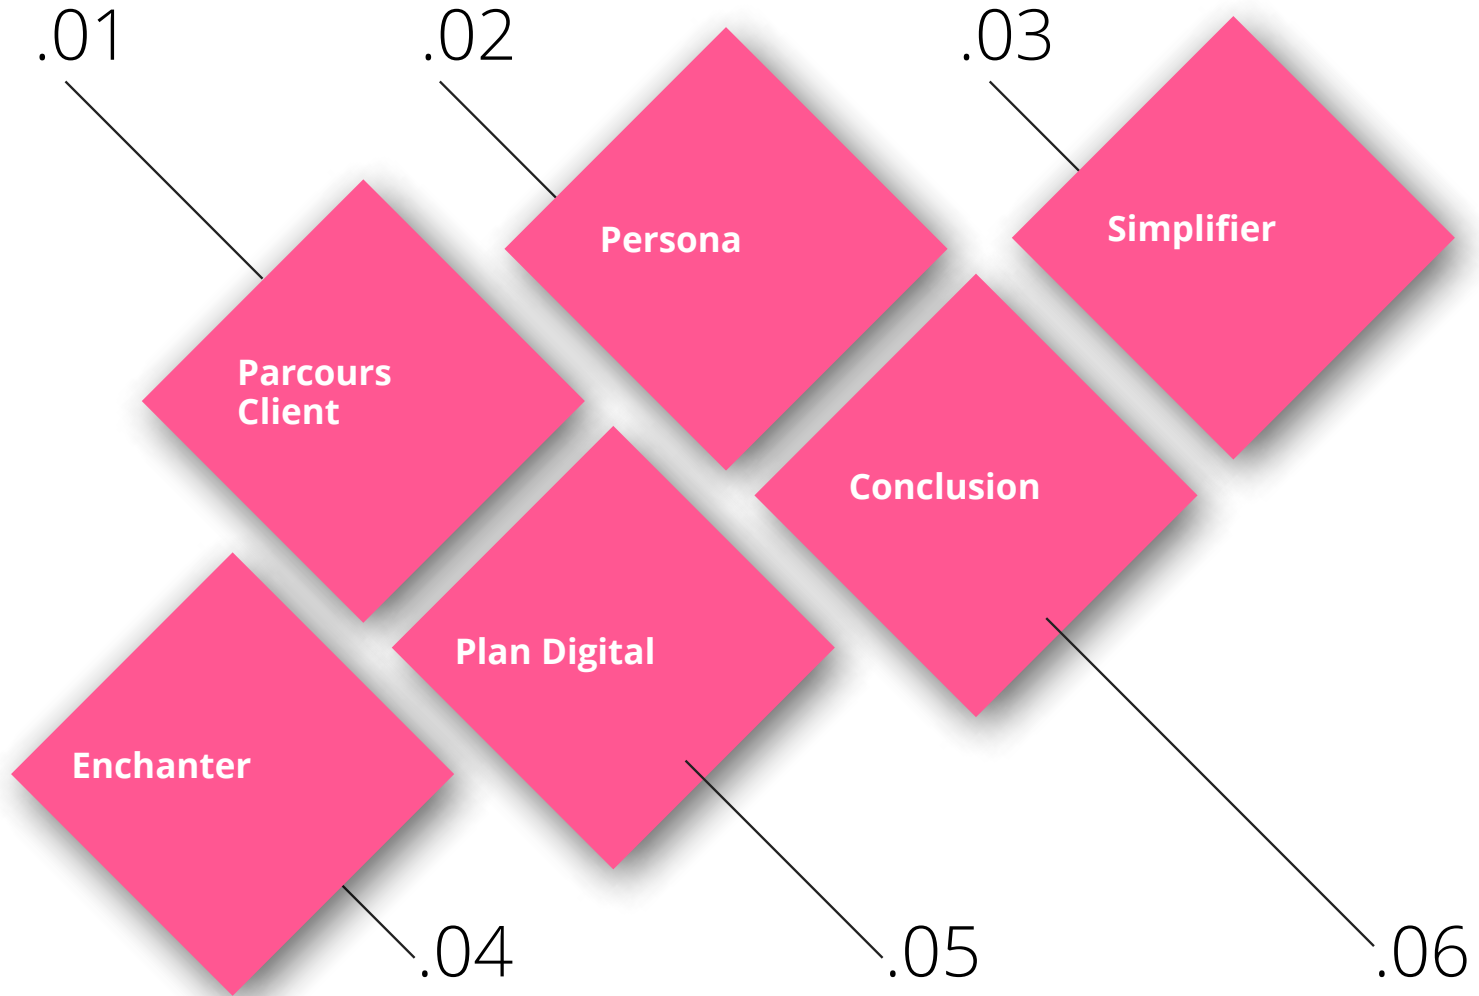 .01
.02
.03
Persona
Simplifier
Parcours
Client
Conclusion
Plan Digital
Enchanter
.04
.05
.06